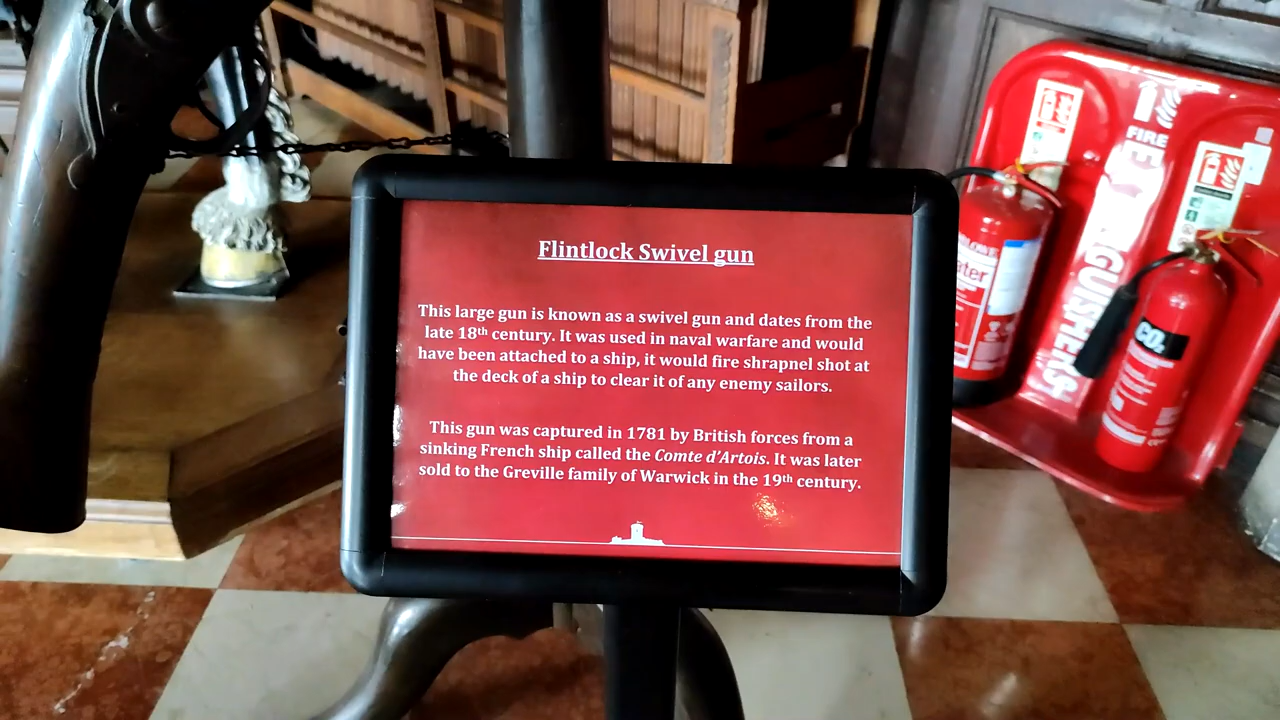 Flintlock Swivel gun
This large gun is known as a swivel gun and dates from the
late 18th century. It was used in naval warfare and would
have been attached to a ship, it would fire shrapnel shot at
the deck of a ship to clear it of any enemy sailors.
This gun was captured in 1781 by British forces from a
sinking French ship called the Comte d'Artois. It was later
sold to the Greville family of Warwick in the 19th century.
FIRE
EXTINGUISHERS
CO2